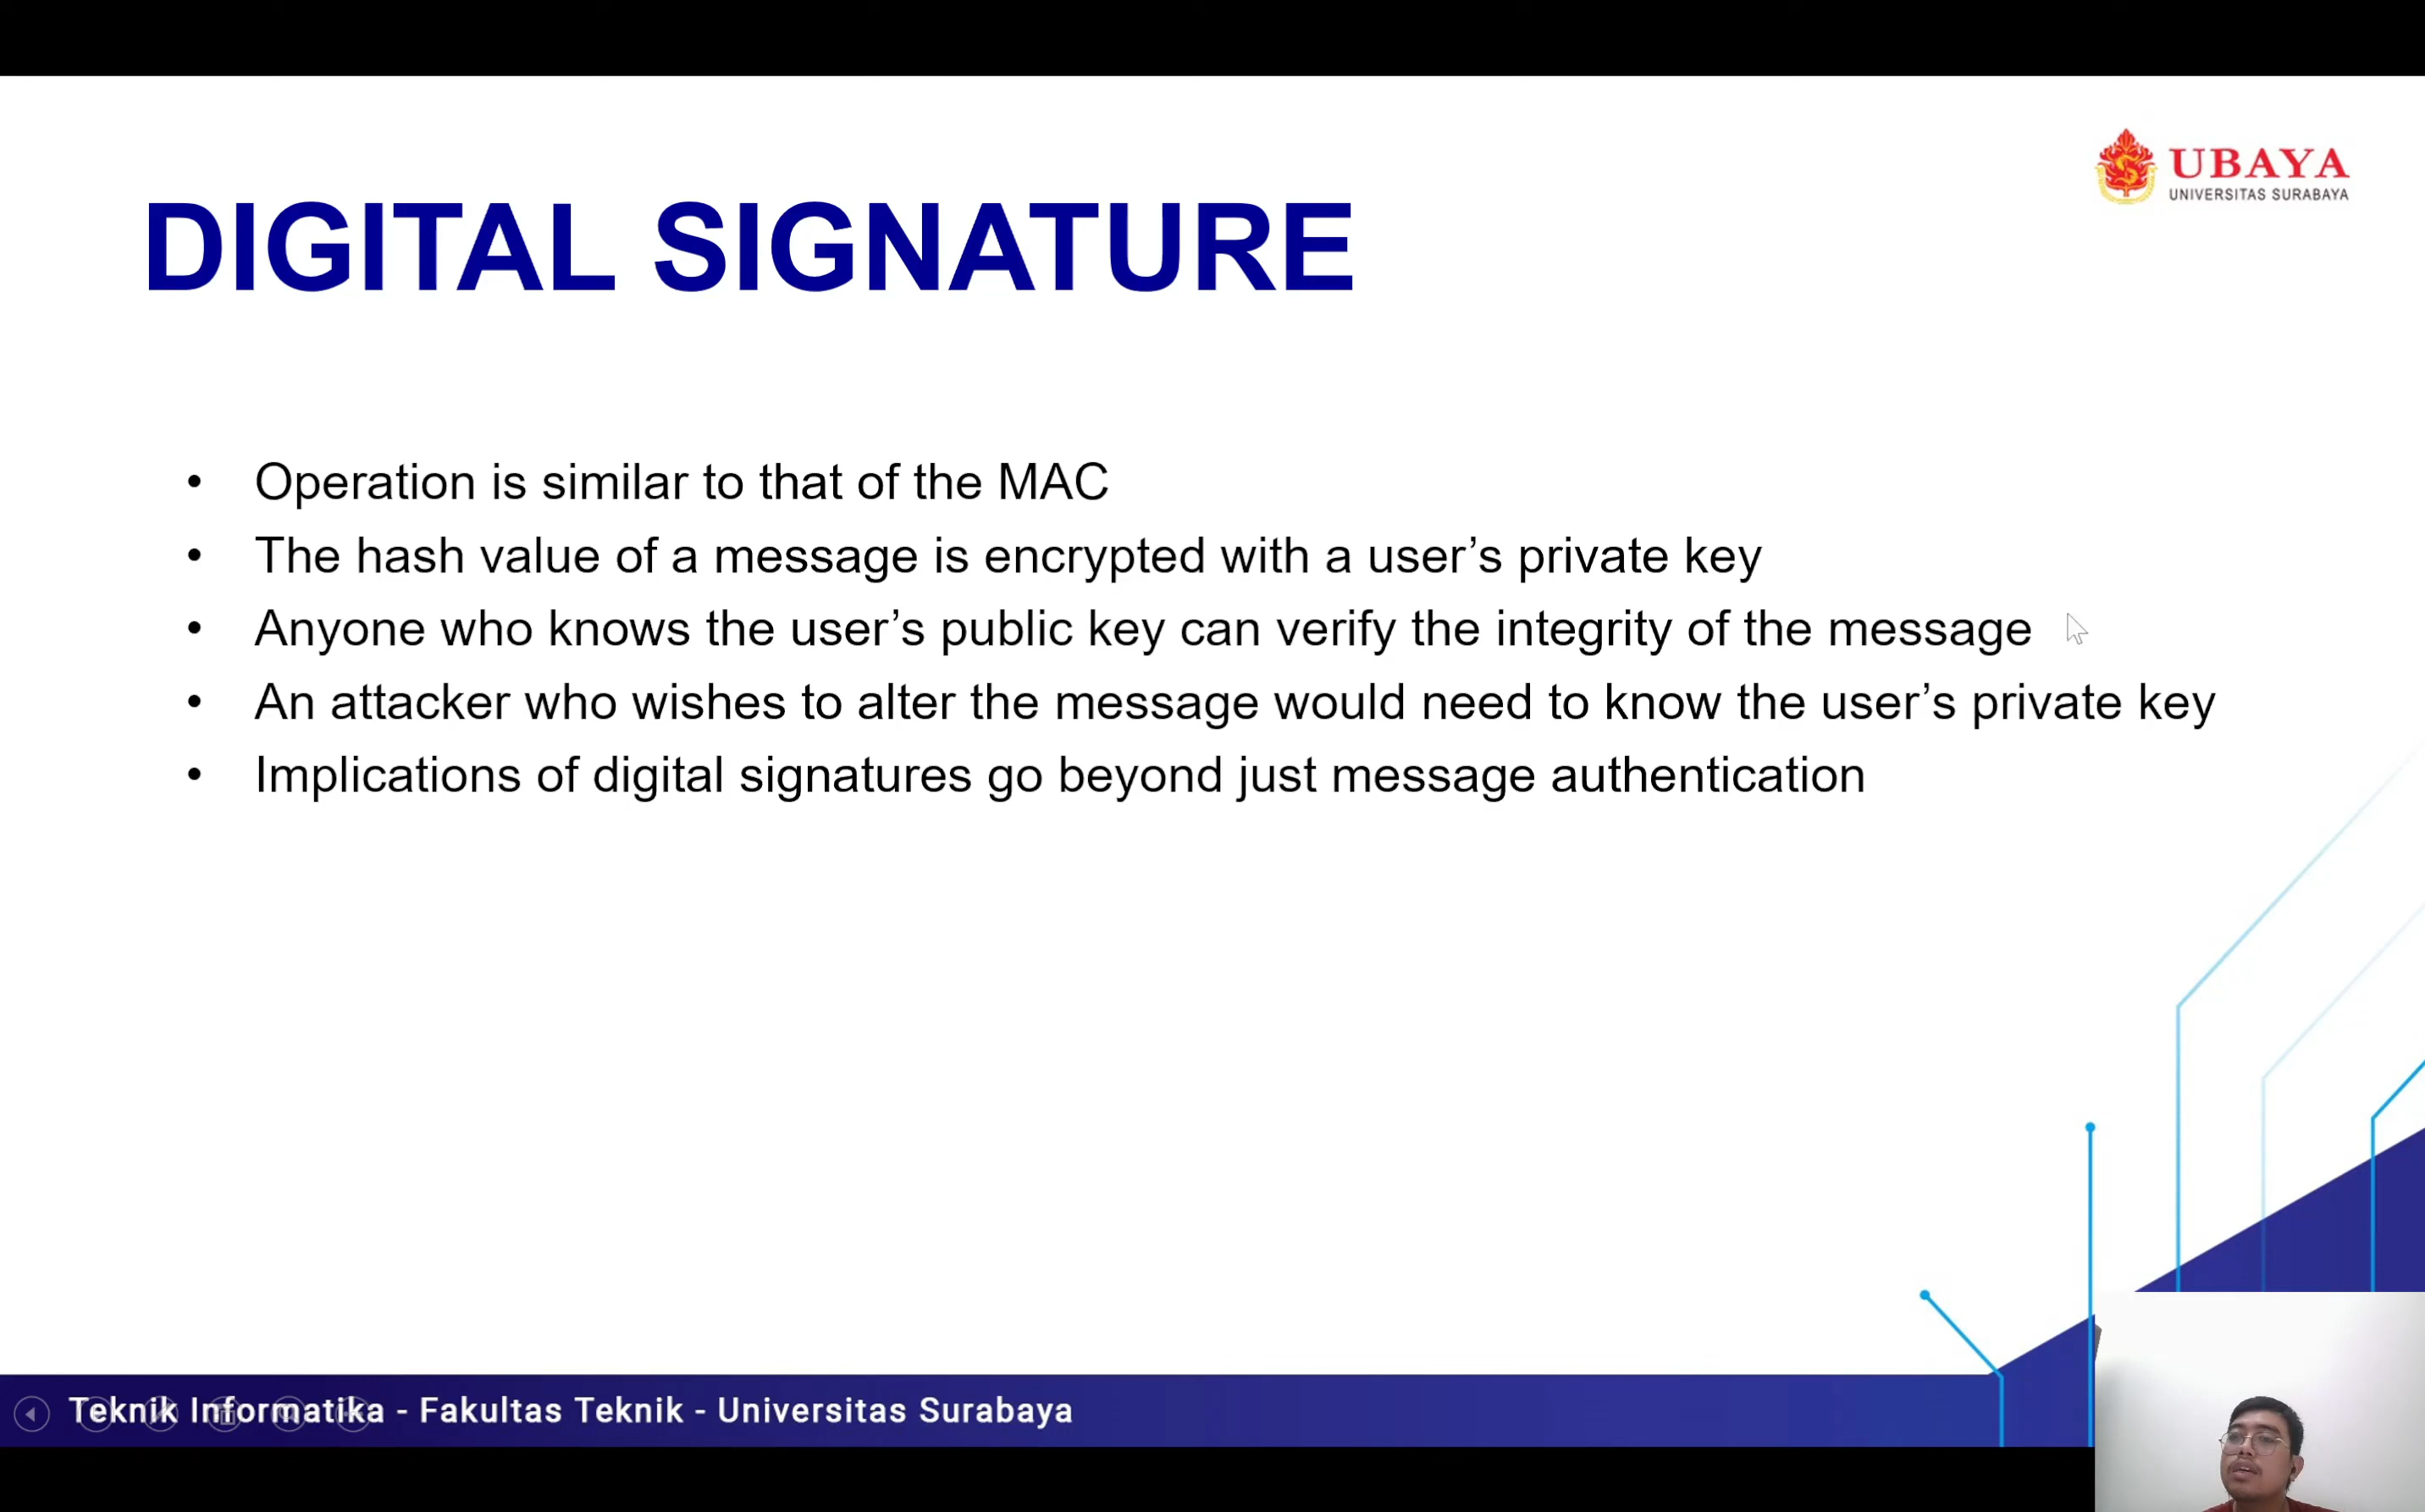 UBAYA
UNIVERSITAS SURABAYA
DIGITAL SIGNATURE
• Operation is similar to that of the MAC
• The hash value of a message is encrypted with a user’s private key
• Anyone who knows the user’s public key can verify the integrity of the message
• An attacker who wishes to alter the message would need to know the user’s private key
• Implications of digital signatures go beyond just message authentication
Teknik Informatika - Fakultas Teknik - Universitas Surabaya